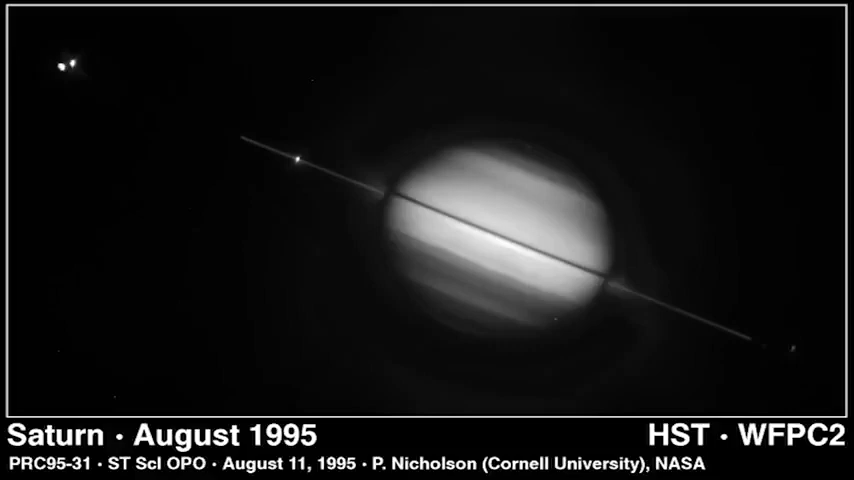 Saturn · August 1995 HST · WFPC2
PRC95-31 · ST ScI OPO · August 11, 1995 · P. Nicholson (Cornell University), NASA